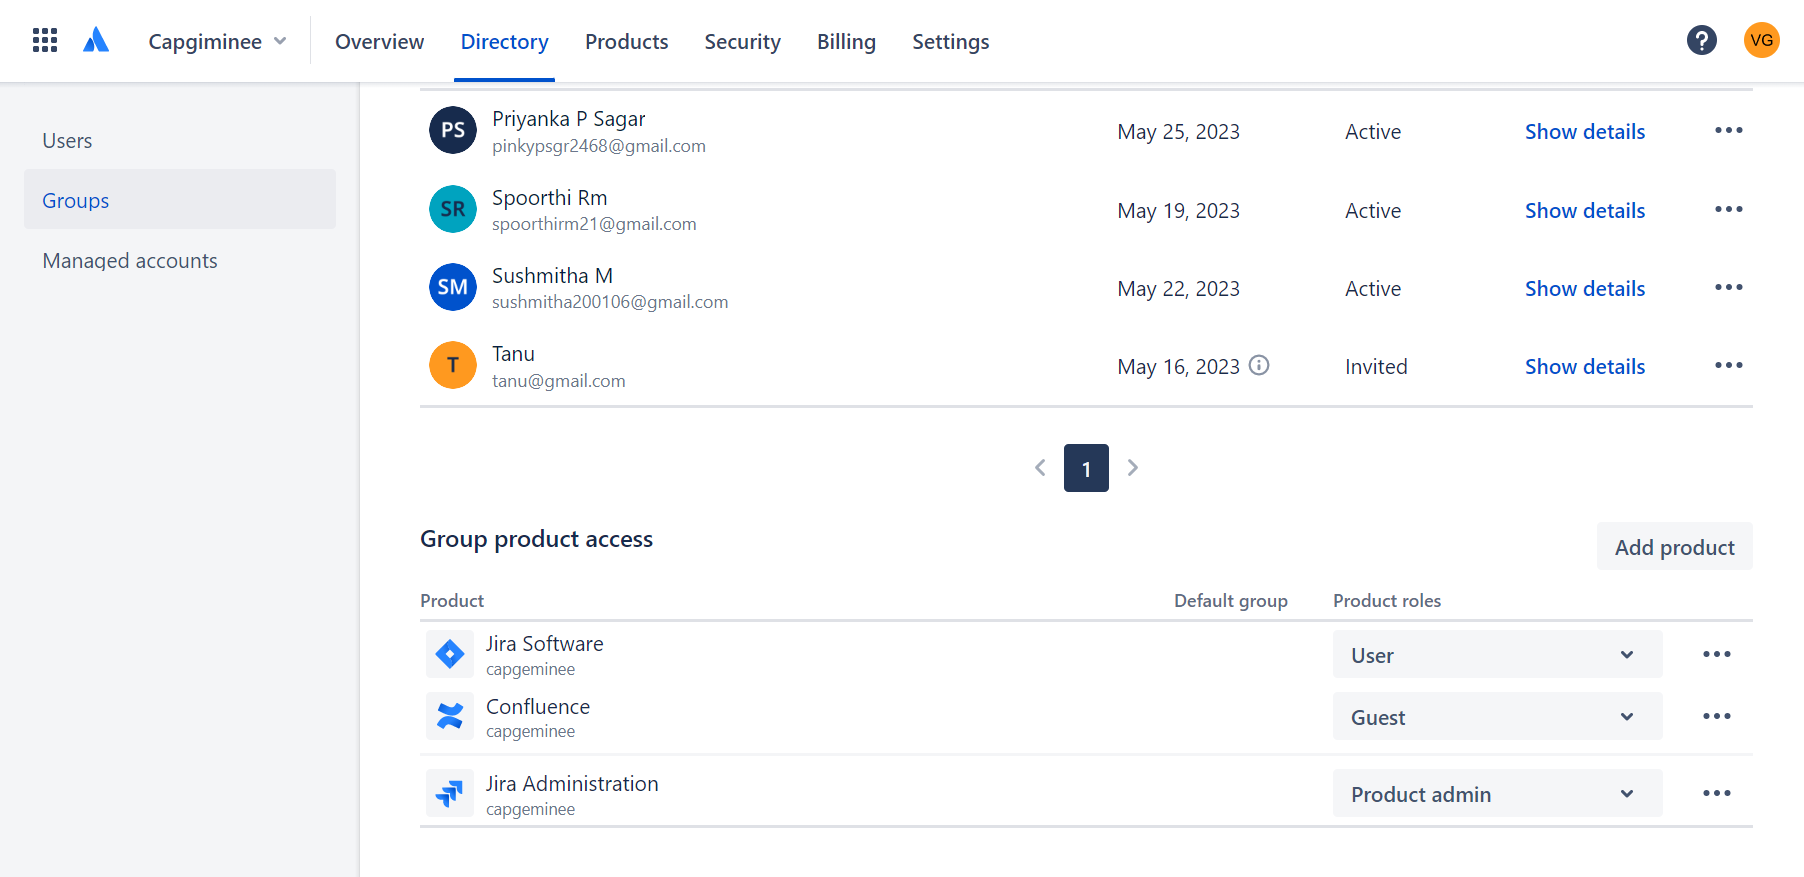 Capgiminee Overview Directory Products Security Billing Settings ? VG
Users
Groups
Managed accounts
PS Priyanka P Sagar May 25, 2023 Active Show details
pinkypsgr2468@gmail.com
SR Spoorthi Rm May 19, 2023 Active Show details
spoorthirm21@gmail.com
SM Sushmitha M May 22, 2023 Active Show details
sushmitha200106@gmail.com
T Tanu May 16, 2023 Invited Show details
tanu@gmail.com
1
Group product access Add product
Product Default group Product roles
Jira Software User
capgeminee
Confluence Guest
capgeminee
Jira Administration Product admin
capgeminee